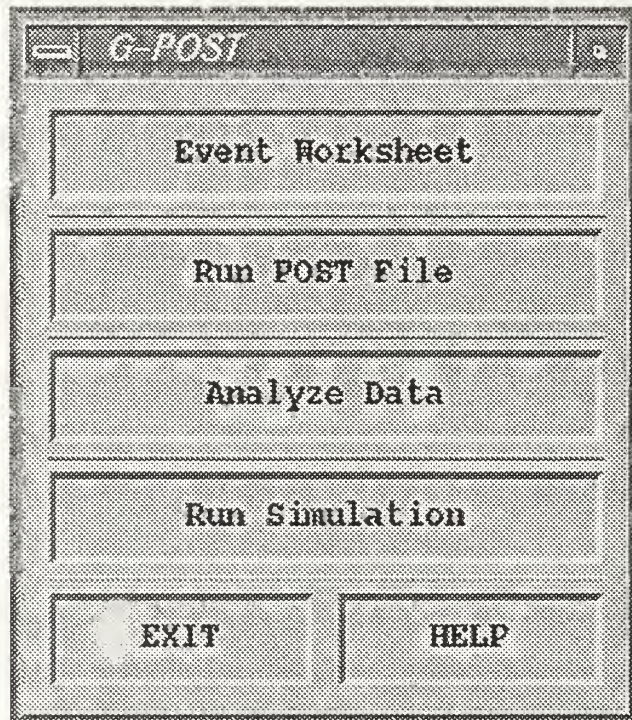 G-POST
Event Worksheet
Run POST File
Analyze Data
Run Simulation
EXIT HELP